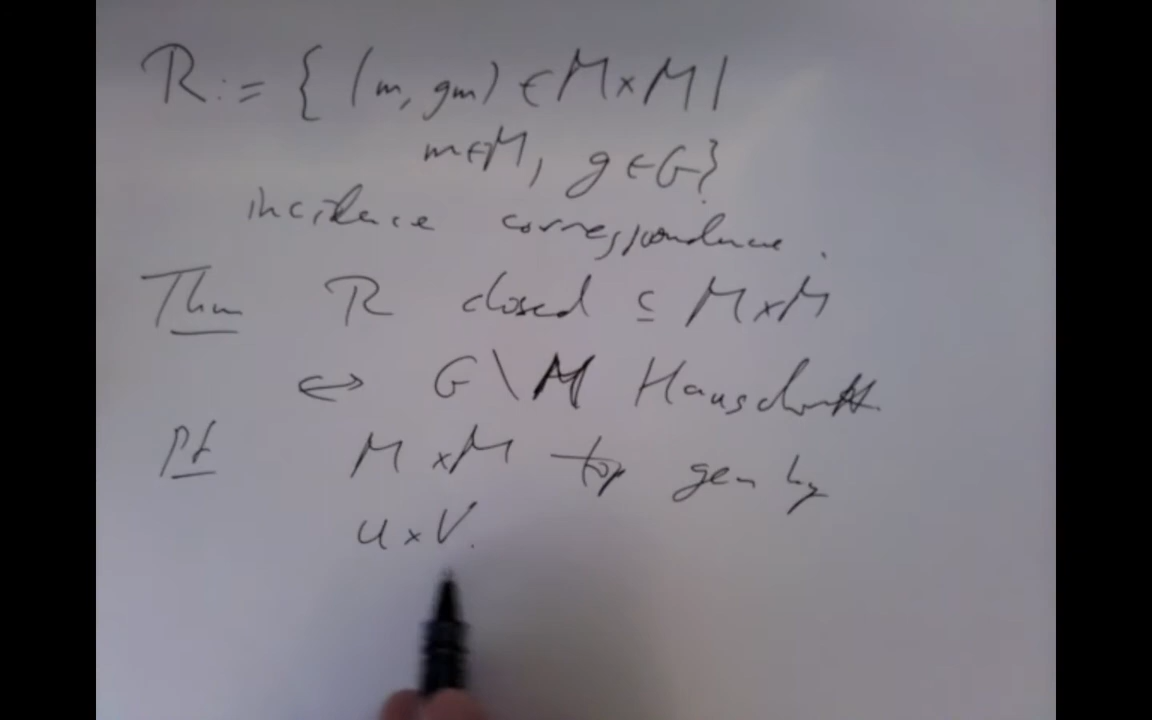 R := { (m, gm) ∈ M×M |
m∈M, g∈G}
incidence correspondence.
Thm R closed ⊆ M×M
⟺ G\M Hausdorff.
Pf M×M top gen by
U×V.